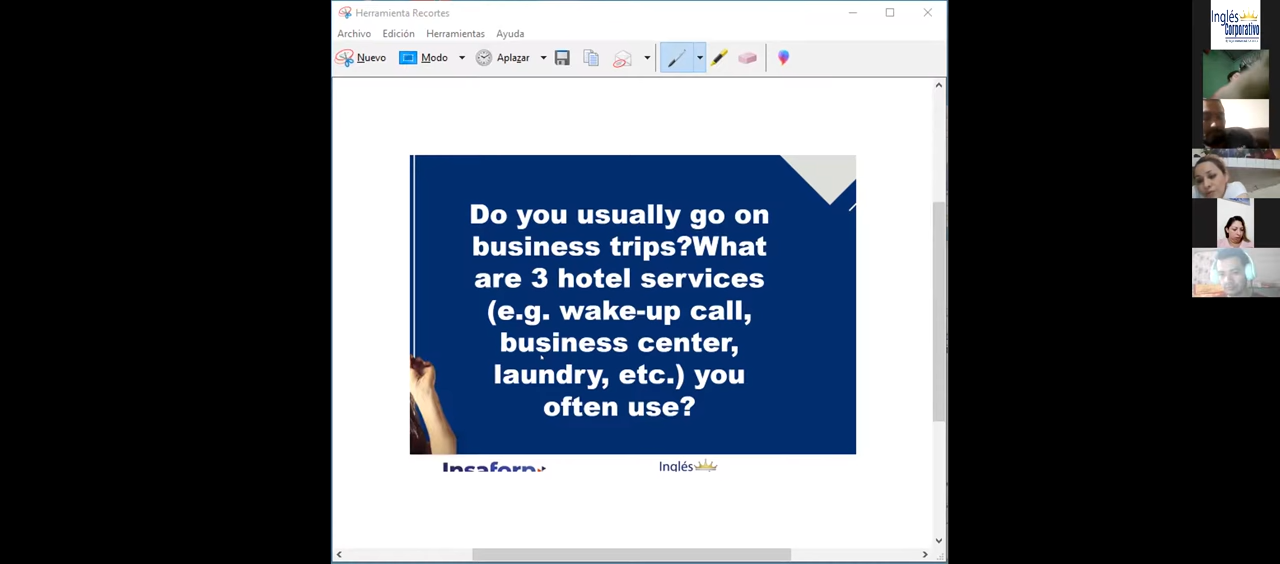 Herramienta Recortes
Archivo Edición Herramientas Ayuda
Nuevo Modo Aplazar
Do you usually go on
business trips?What
are 3 hotel services
(e.g. wake-up call,
business center,
laundry, etc.) you
often use?
Insaforp
Inglés
Inglés
Corporativo